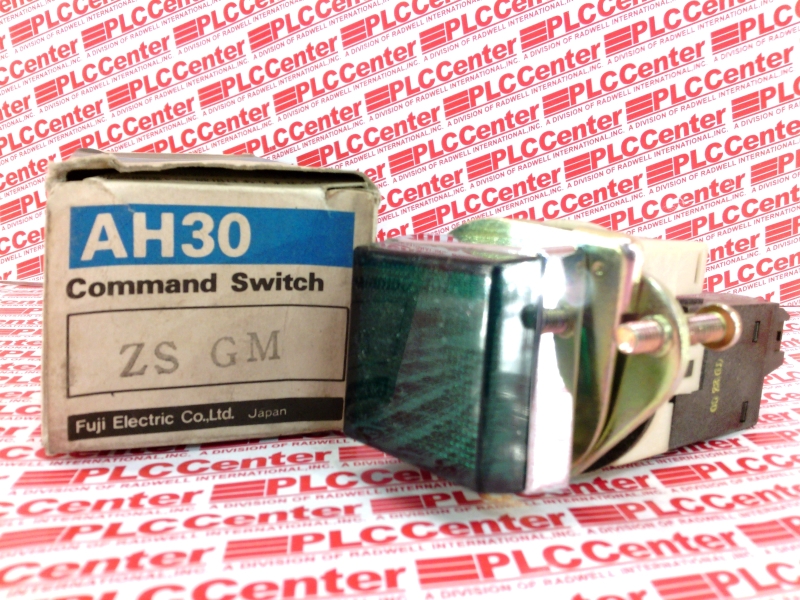 AH30
Command Switch
ZS GM
Fuji Electric Co.,Ltd. Japan
PLCCenter
A DIVISION OF RADWELL INTERNATIONAL, INC